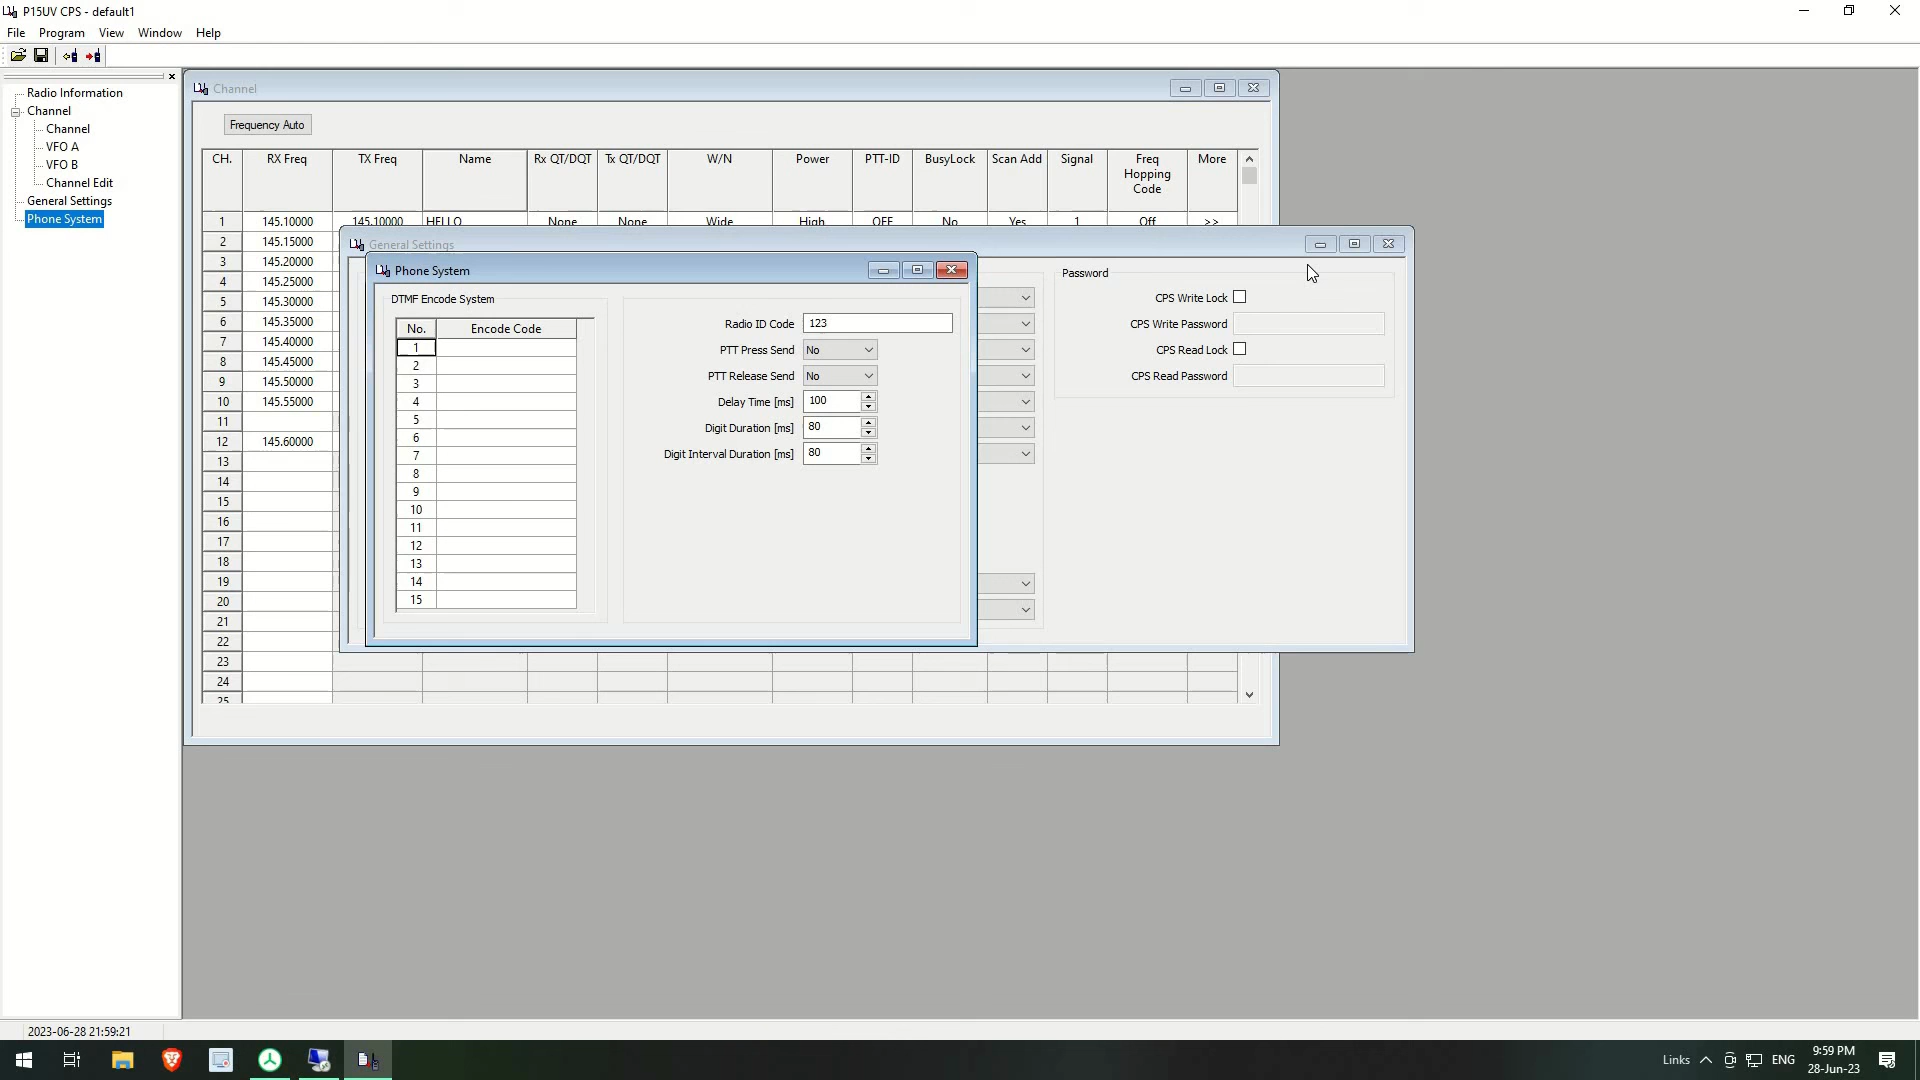 P15UV CPS - default1
File Program View Window Help
Radio Information
Channel
Channel
VFO A
VFO B
Channel Edit
General Settings
Phone System
Channel
Frequency Auto
CH. RX Freq TX Freq Name Rx QT/DQT Tx QT/DQT W/N Power PTT-ID BusyLock Scan Add Signal Freq Hopping Code More
1 145.10000 145.10000 HELLO None None Wide High OFF No Yes 1 Off >>
2 145.15000
3 145.20000
4 145.25000
5 145.30000
6 145.35000
7 145.40000
8 145.45000
9 145.50000
10 145.55000
11
12 145.60000
13
14
15
16
17
18
19
20
21
22
23
24
25
General Settings
Password
CPS Write Lock
CPS Write Password
CPS Read Lock
CPS Read Password
Phone System
DTMF Encode System
No. Encode Code
1
2
3
4
5
6
7
8
9
10
11
12
13
14
15
Radio ID Code 123
PTT Press Send No
PTT Release Send No
Delay Time [ms] 100
Digit Duration [ms] 80
Digit Interval Duration [ms] 80
2023-06-28 21:59:21
Links ENG 9:59 PM
28-Jun-23